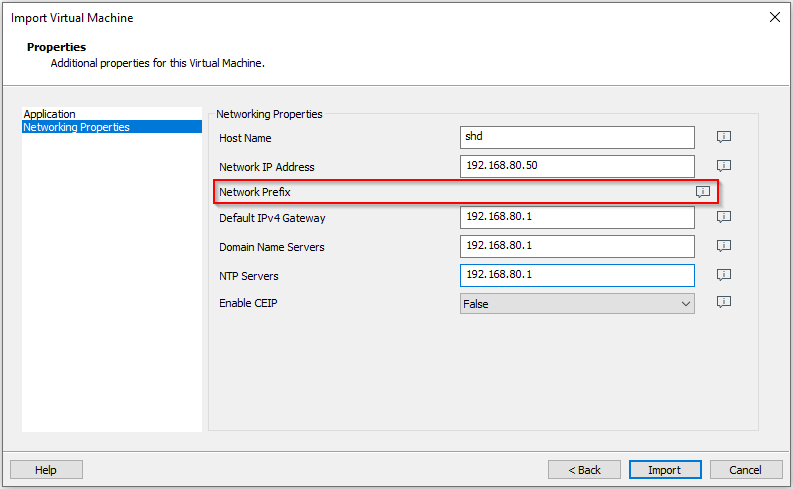 Import Virtual Machine
Properties
Additional properties for this Virtual Machine.
Application
Networking Properties
Networking Properties
Host Name shd
Network IP Address 192.168.80.50
Network Prefix
Default IPv4 Gateway 192.168.80.1
Domain Name Servers 192.168.80.1
NTP Servers 192.168.80.1
Enable CEIP False
Help < Back Import Cancel